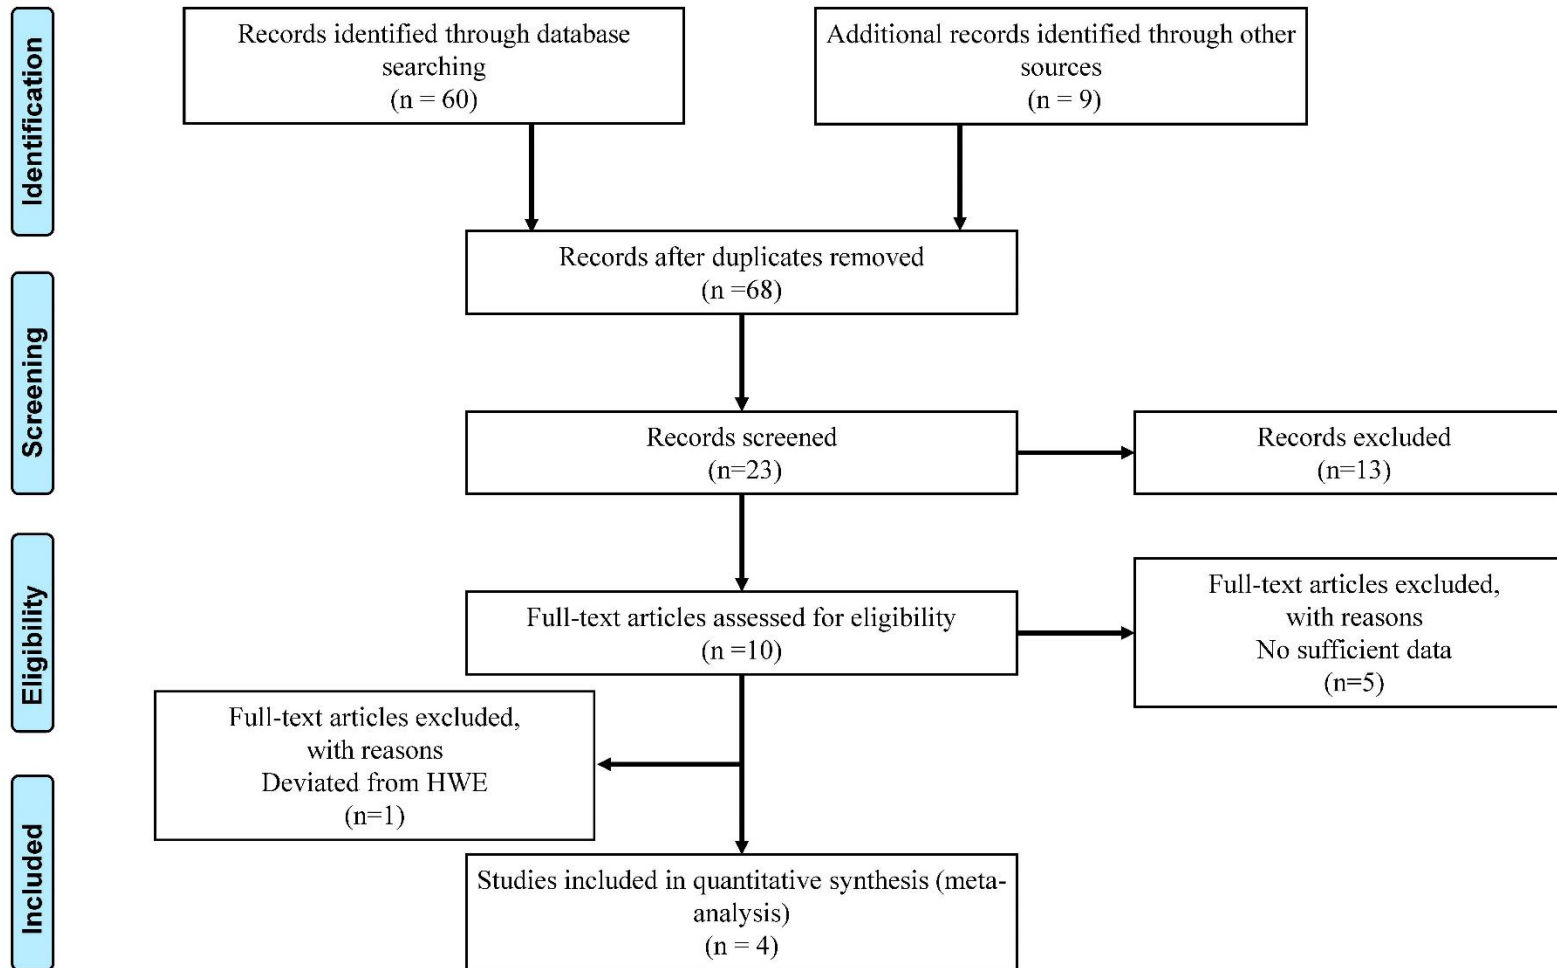 Identification
Records identified through database
searching
(n = 60)
Additional records identified through other
sources
(n = 9)
Records after duplicates removed
(n =68)
Screening
Records screened
(n=23)
Records excluded
(n=13)
Eligibility
Full-text articles assessed for eligibility
(n =10)
Full-text articles excluded,
with reasons
No sufficient data
(n=5)
Full-text articles excluded,
with reasons
Deviated from HWE
(n=1)
Included
Studies included in quantitative synthesis (meta-
analysis)
(n = 4)